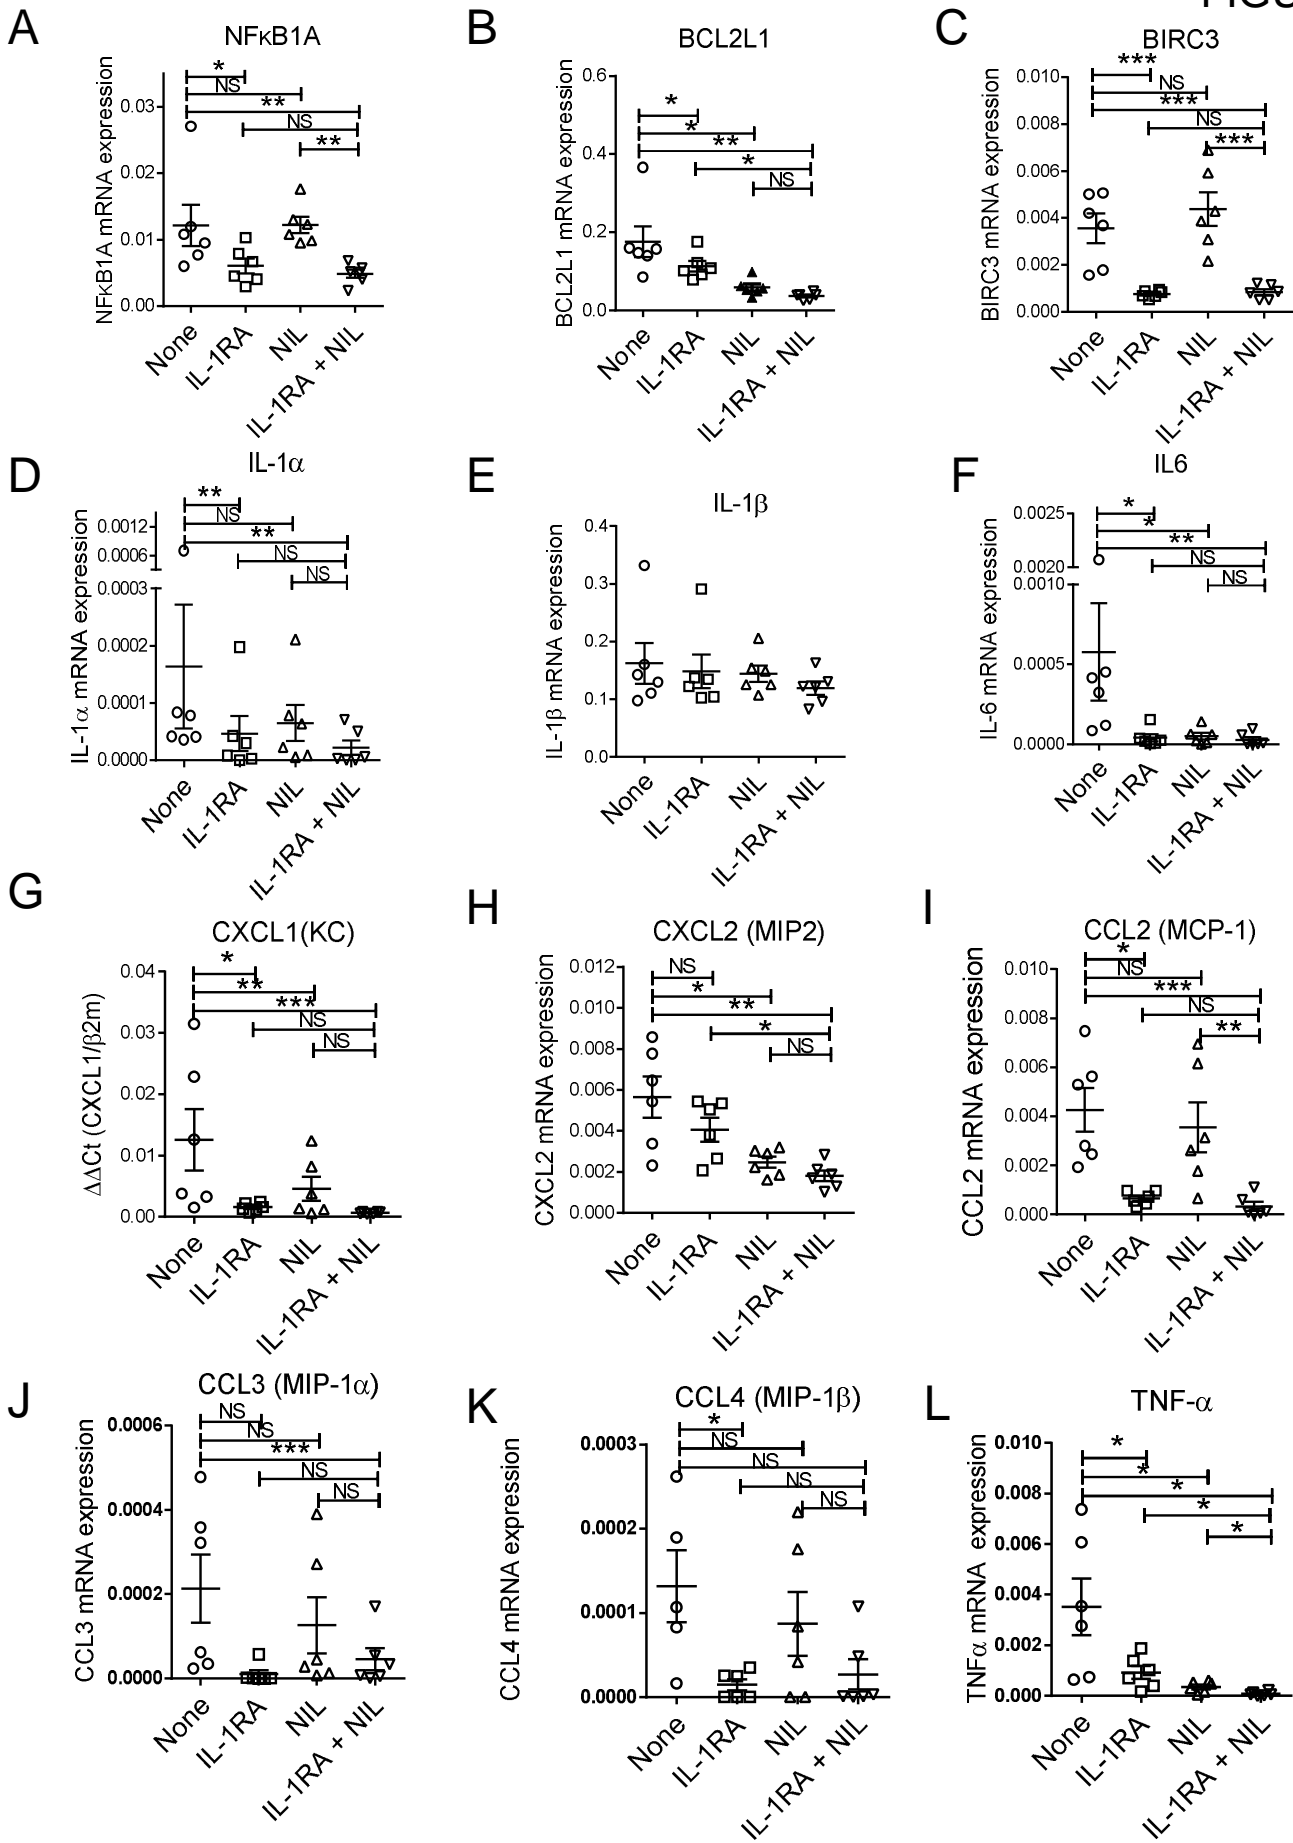 FIGU
A
NFκB1A
NFκB1A mRNA expression
*
NS
**
NS
**
0.03
0.02
0.01
0.00
None
IL-1RA
NIL
IL-1RA + NIL
B
BCL2L1
BCL2L1 mRNA expression
*
*
**
*
NS
0.6
0.4
0.2
0.0
None
IL-1RA
NIL
IL-1RA + NIL
C
BIRC3
BIRC3 mRNA expression
***
NS
***
NS
***
0.010
0.008
0.006
0.004
0.002
0.000
None
IL-1RA
NIL
IL-1RA + NIL
D
IL-1α
IL-1α mRNA expression
**
NS
**
NS
NS
0.0012
0.0006
0.0003
0.0002
0.0001
0.0000
None
IL-1RA
NIL
IL-1RA + NIL
E
IL-1β
IL-1β mRNA expression
0.4
0.3
0.2
0.1
0.0
None
IL-1RA
NIL
IL-1RA + NIL
F
IL6
IL-6 mRNA expression
*
*
**
NS
NS
0.0025
0.0020
0.0010
0.0005
0.0000
None
IL-1RA
NIL
IL-1RA + NIL
G
CXCL1(KC)
ΔΔCt (CXCL1/β2m)
*
**
***
NS
NS
0.04
0.03
0.02
0.01
0.00
None
IL-1RA
NIL
IL-1RA + NIL
H
CXCL2 (MIP2)
CXCL2 mRNA expression
NS
*
**
*
NS
0.012
0.010
0.008
0.006
0.004
0.002
0.000
None
IL-1RA
NIL
IL-1RA + NIL
I
CCL2 (MCP-1)
CCL2 mRNA expression
*
NS
***
NS
**
0.010
0.008
0.006
0.004
0.002
0.000
None
IL-1RA
NIL
IL-1RA + NIL
J
CCL3 (MIP-1α)
CCL3 mRNA expression
NS
NS
***
NS
NS
0.0006
0.0004
0.0002
0.0000
None
IL-1RA
NIL
IL-1RA + NIL
K
CCL4 (MIP-1β)
CCL4 mRNA expression
*
NS
NS
NS
NS
0.0003
0.0002
0.0001
0.0000
None
IL-1RA
NIL
IL-1RA + NIL
L
TNF-α
TNFα mRNA expression
*
*
*
*
*
0.010
0.008
0.006
0.004
0.002
0.000
None
IL-1RA
NIL
IL-1RA + NIL